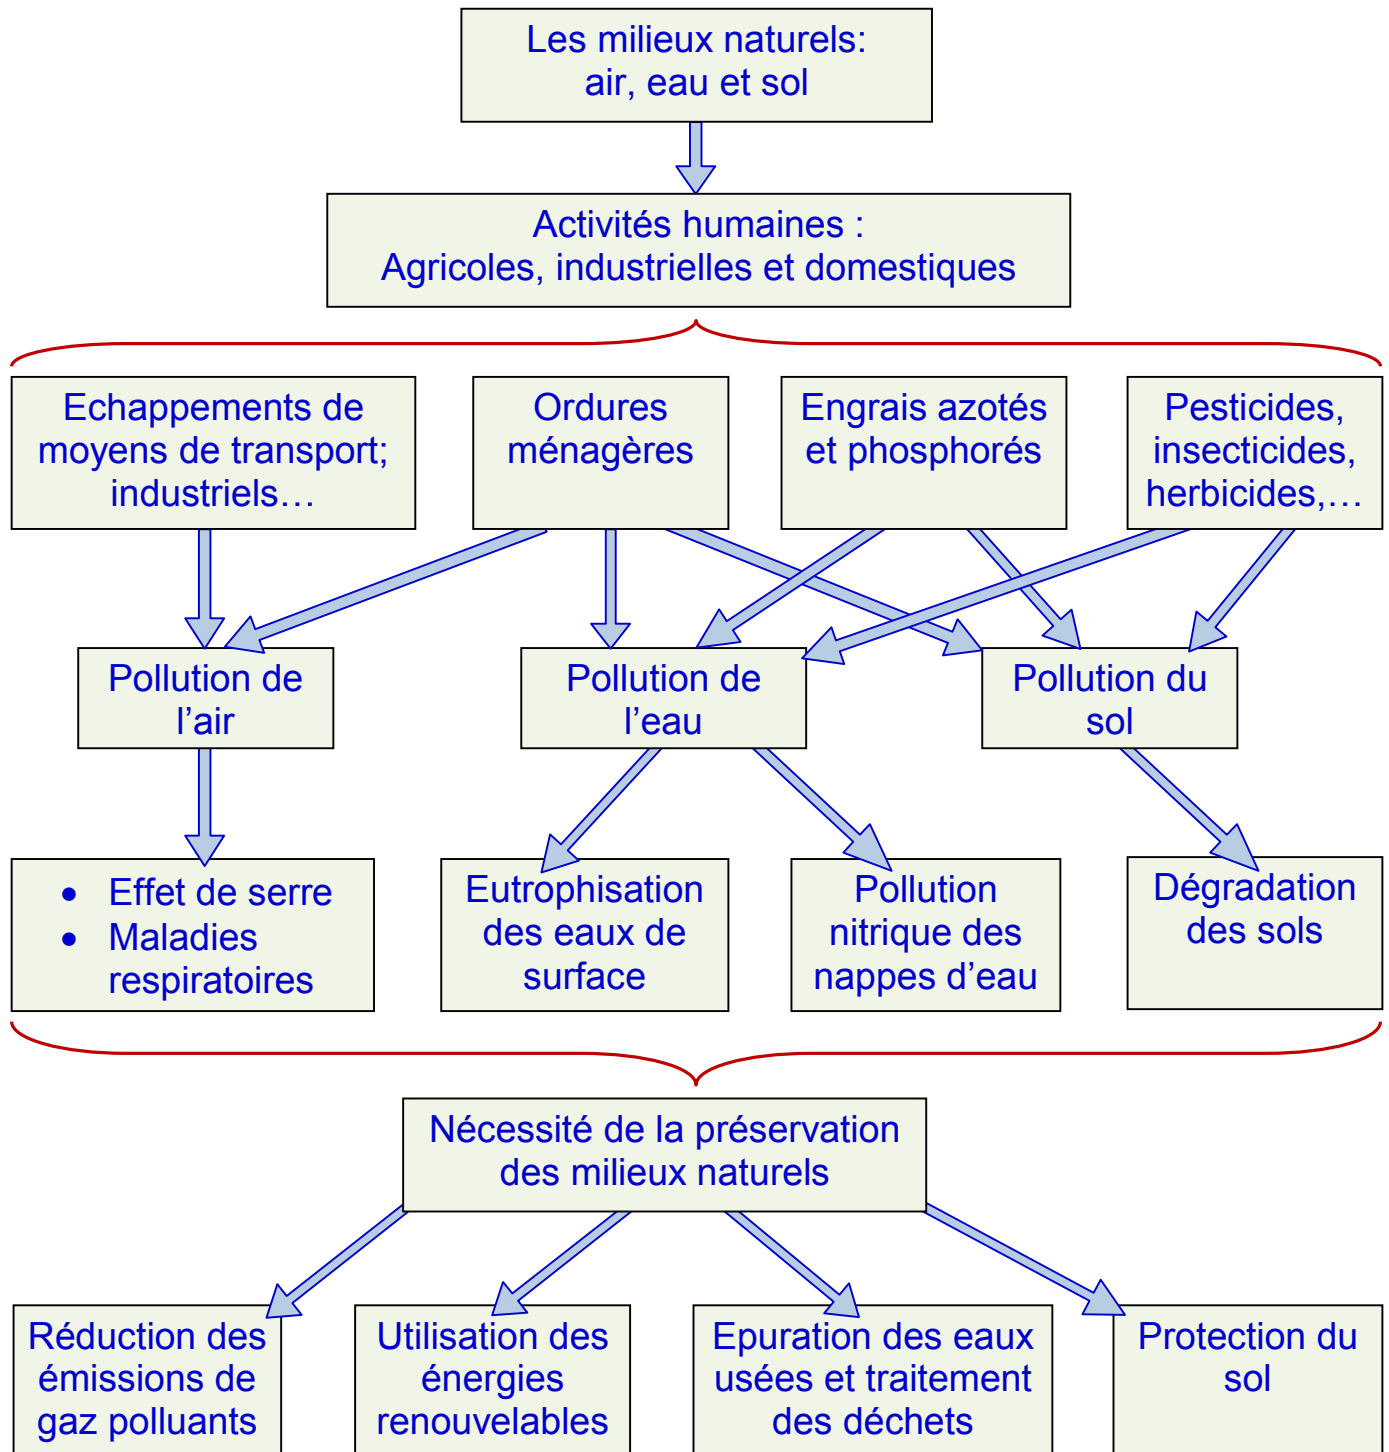 Les milieux naturels:
air, eau et sol
Activités humaines :
Agricoles, industrielles et domestiques
Echappements de
moyens de transport;
industriels…
Ordures
ménagères
Engrais azotés
et phosphorés
Pesticides,
insecticides,
herbicides,…
Pollution de
l’air
Pollution de
l’eau
Pollution du
sol
• Effet de serre
• Maladies
respiratoires
Eutrophisation
des eaux de
surface
Pollution
nitrique des
nappes d’eau
Dégradation
des sols
Nécessité de la préservation
des milieux naturels
Réduction des
émissions de
gaz polluants
Utilisation des
énergies
renouvelables
Epuration des eaux
usées et traitement
des déchets
Protection du
sol